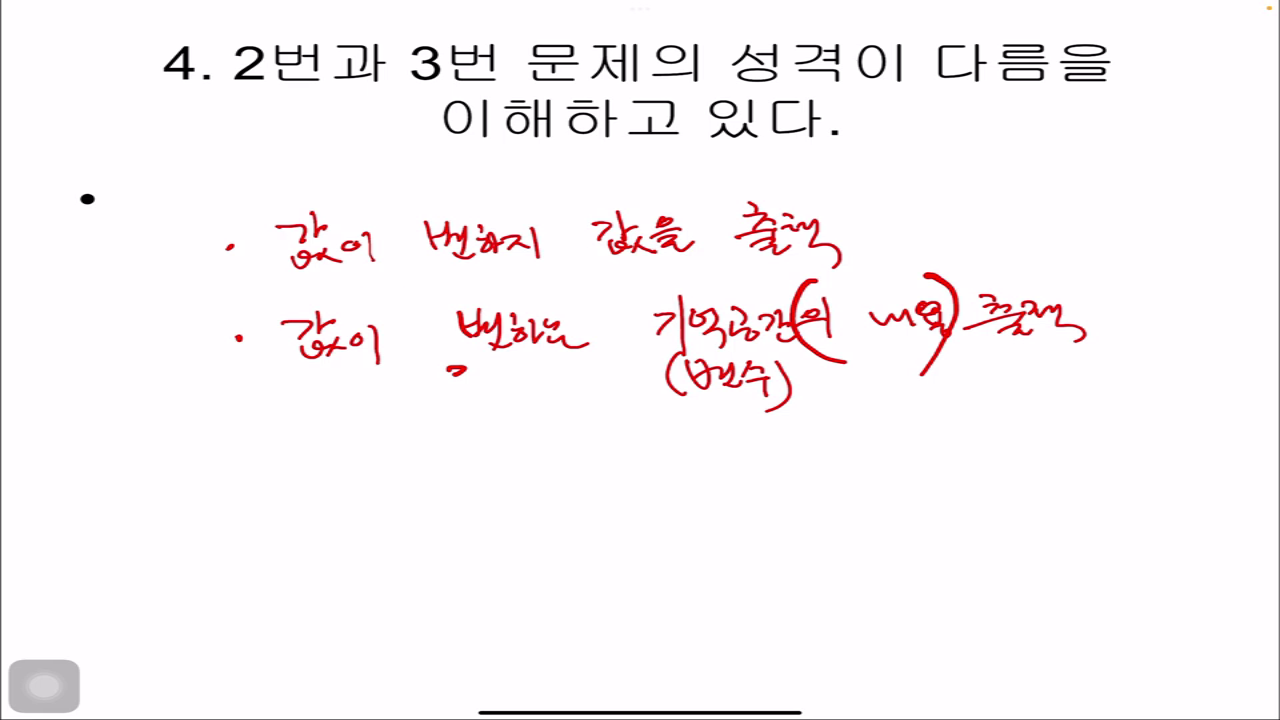 4. 2번과 3번 문제의 성격이 다름을
이해하고 있다.
• 
· 값이 변하지 값을 출력
· 값이 변하는 기억공간(의 내용) 출력
(변수)